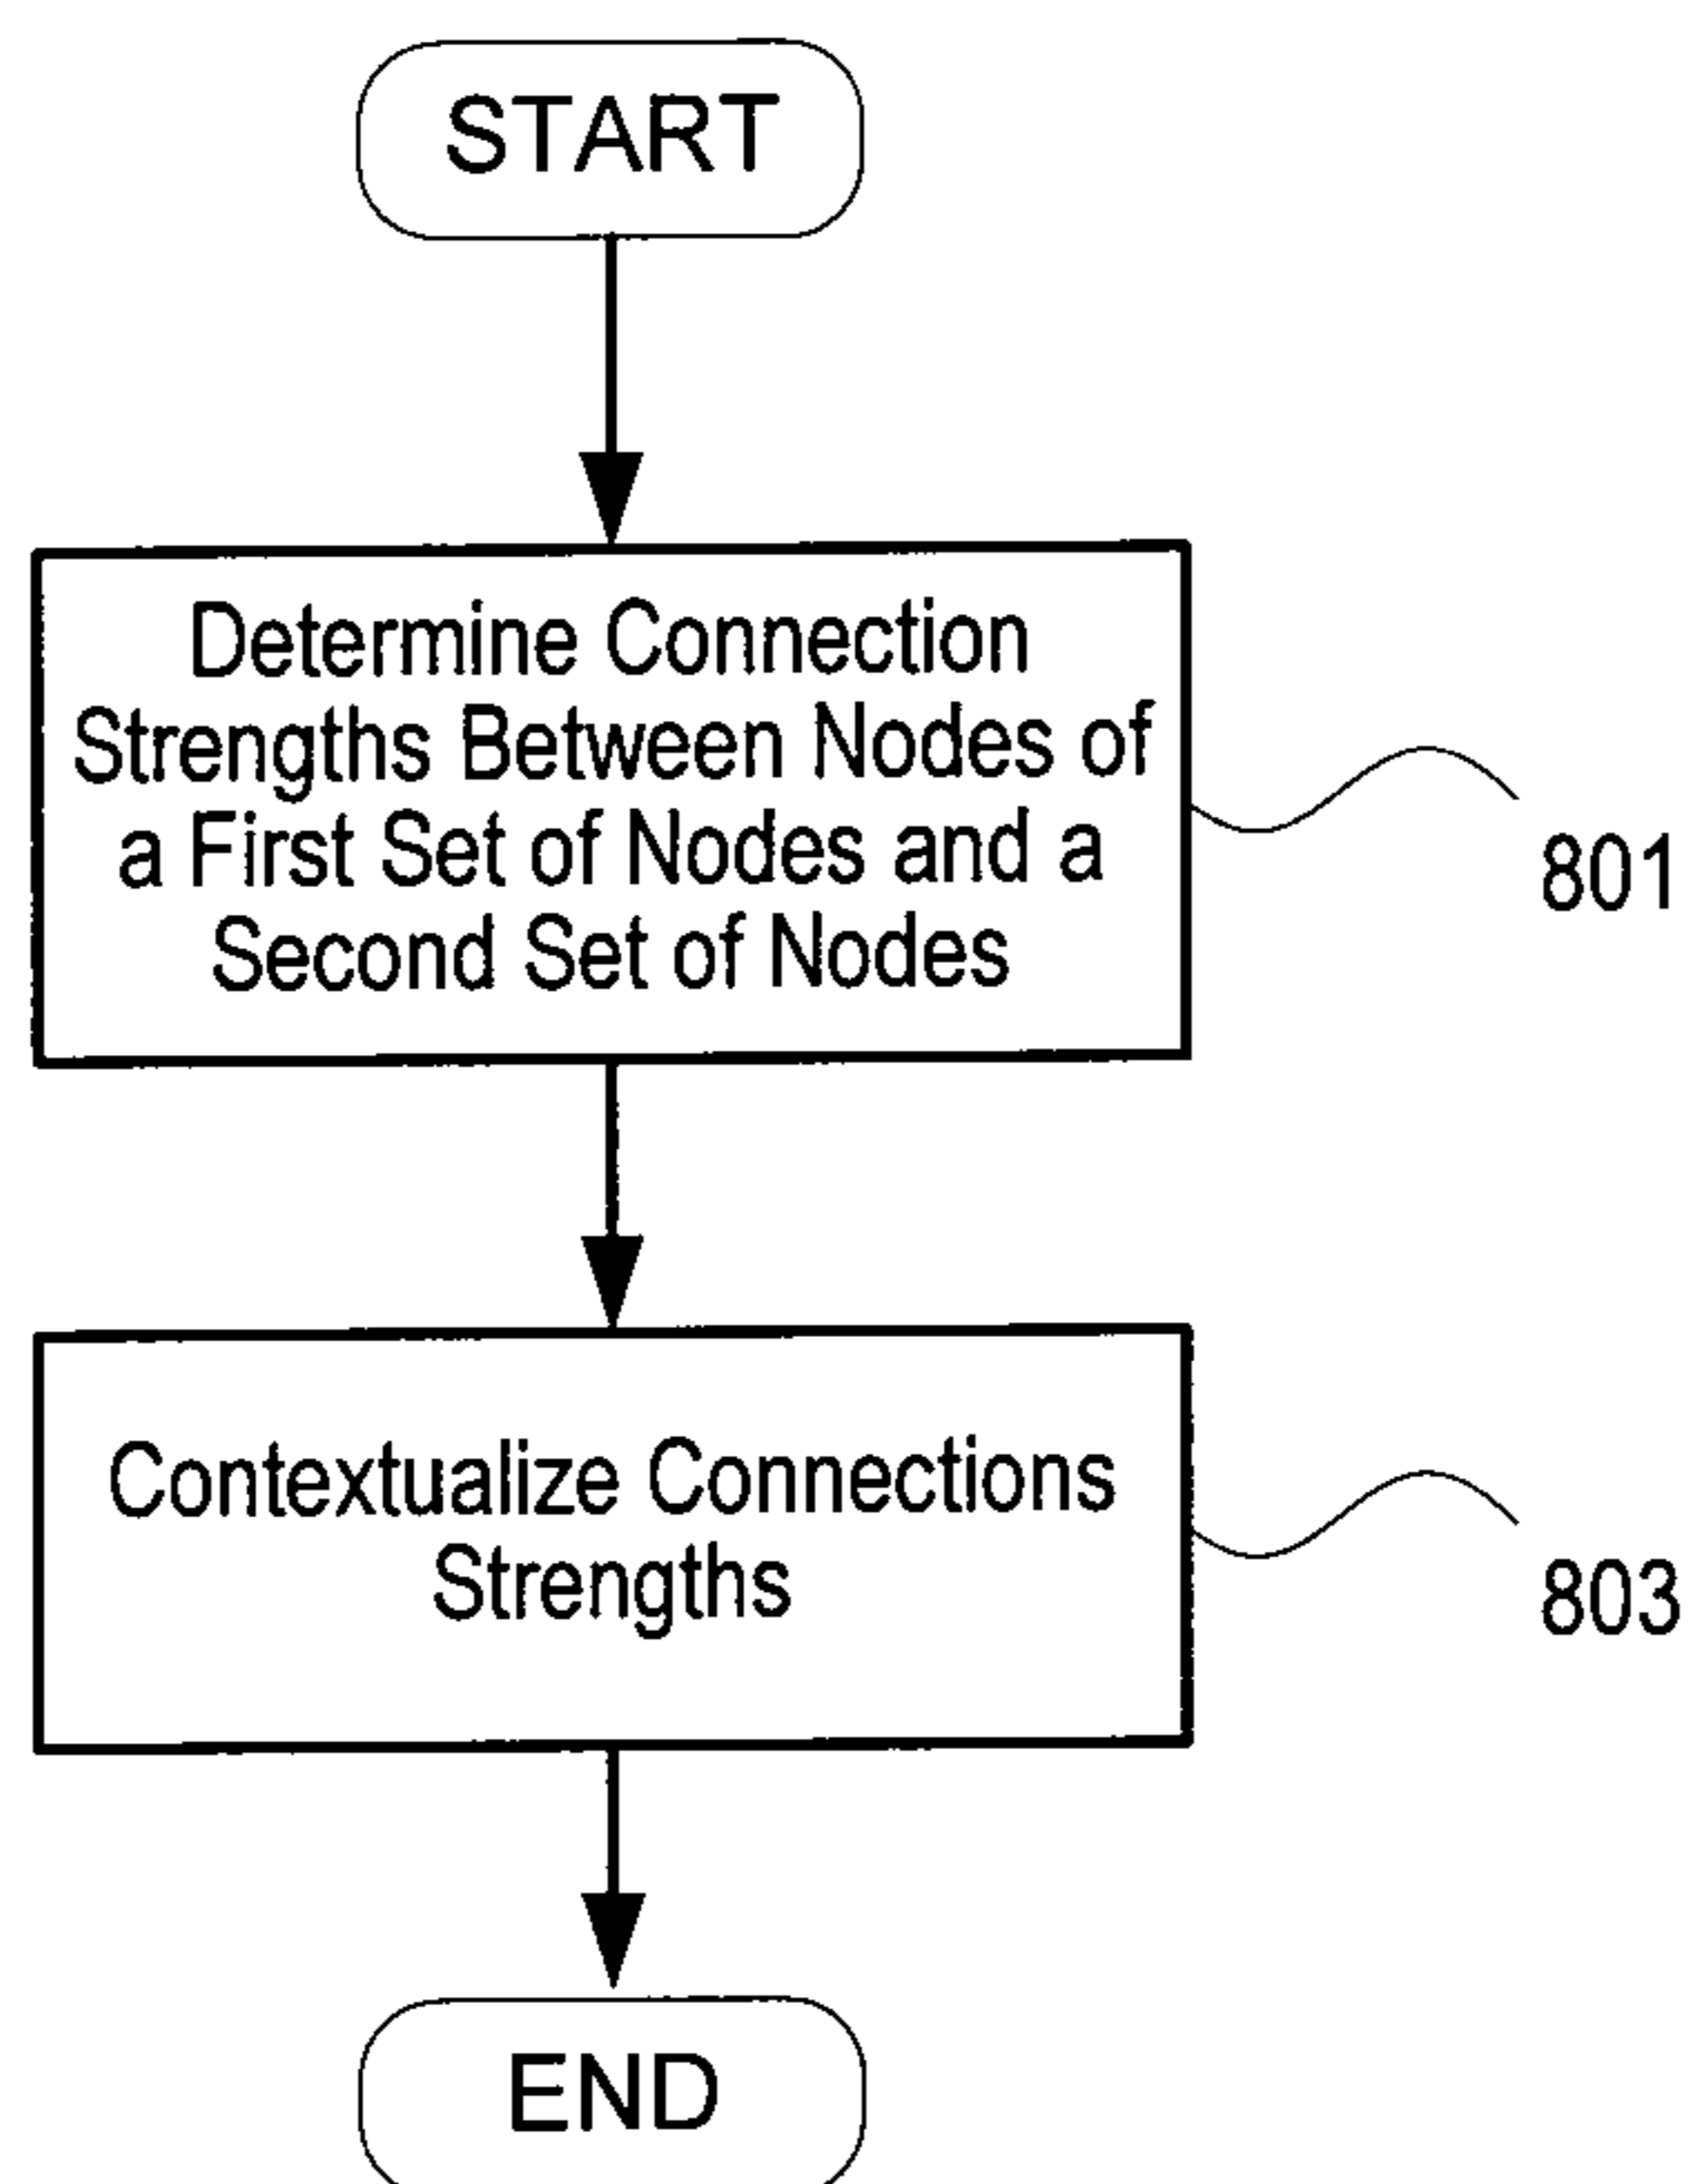 START
Determine Connection
Strengths Between Nodes of
a First Set of Nodes and a
Second Set of Nodes
801
Contextualize Connections
Strengths
803
END